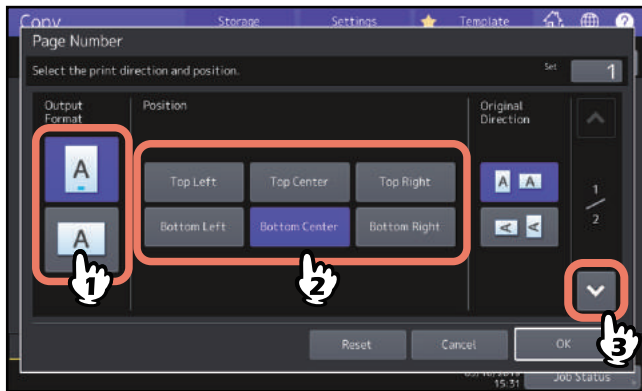 Copy Storage Settings Template ?
Page Number
Select the print direction and position.
Set 1
Output Format
Position
Original Direction
A
A
Top Left Top Center Top Right
Bottom Left Bottom Center Bottom Right
A A
A A
1
2
1 2 3
Reset Cancel OK
15:31 Job Status